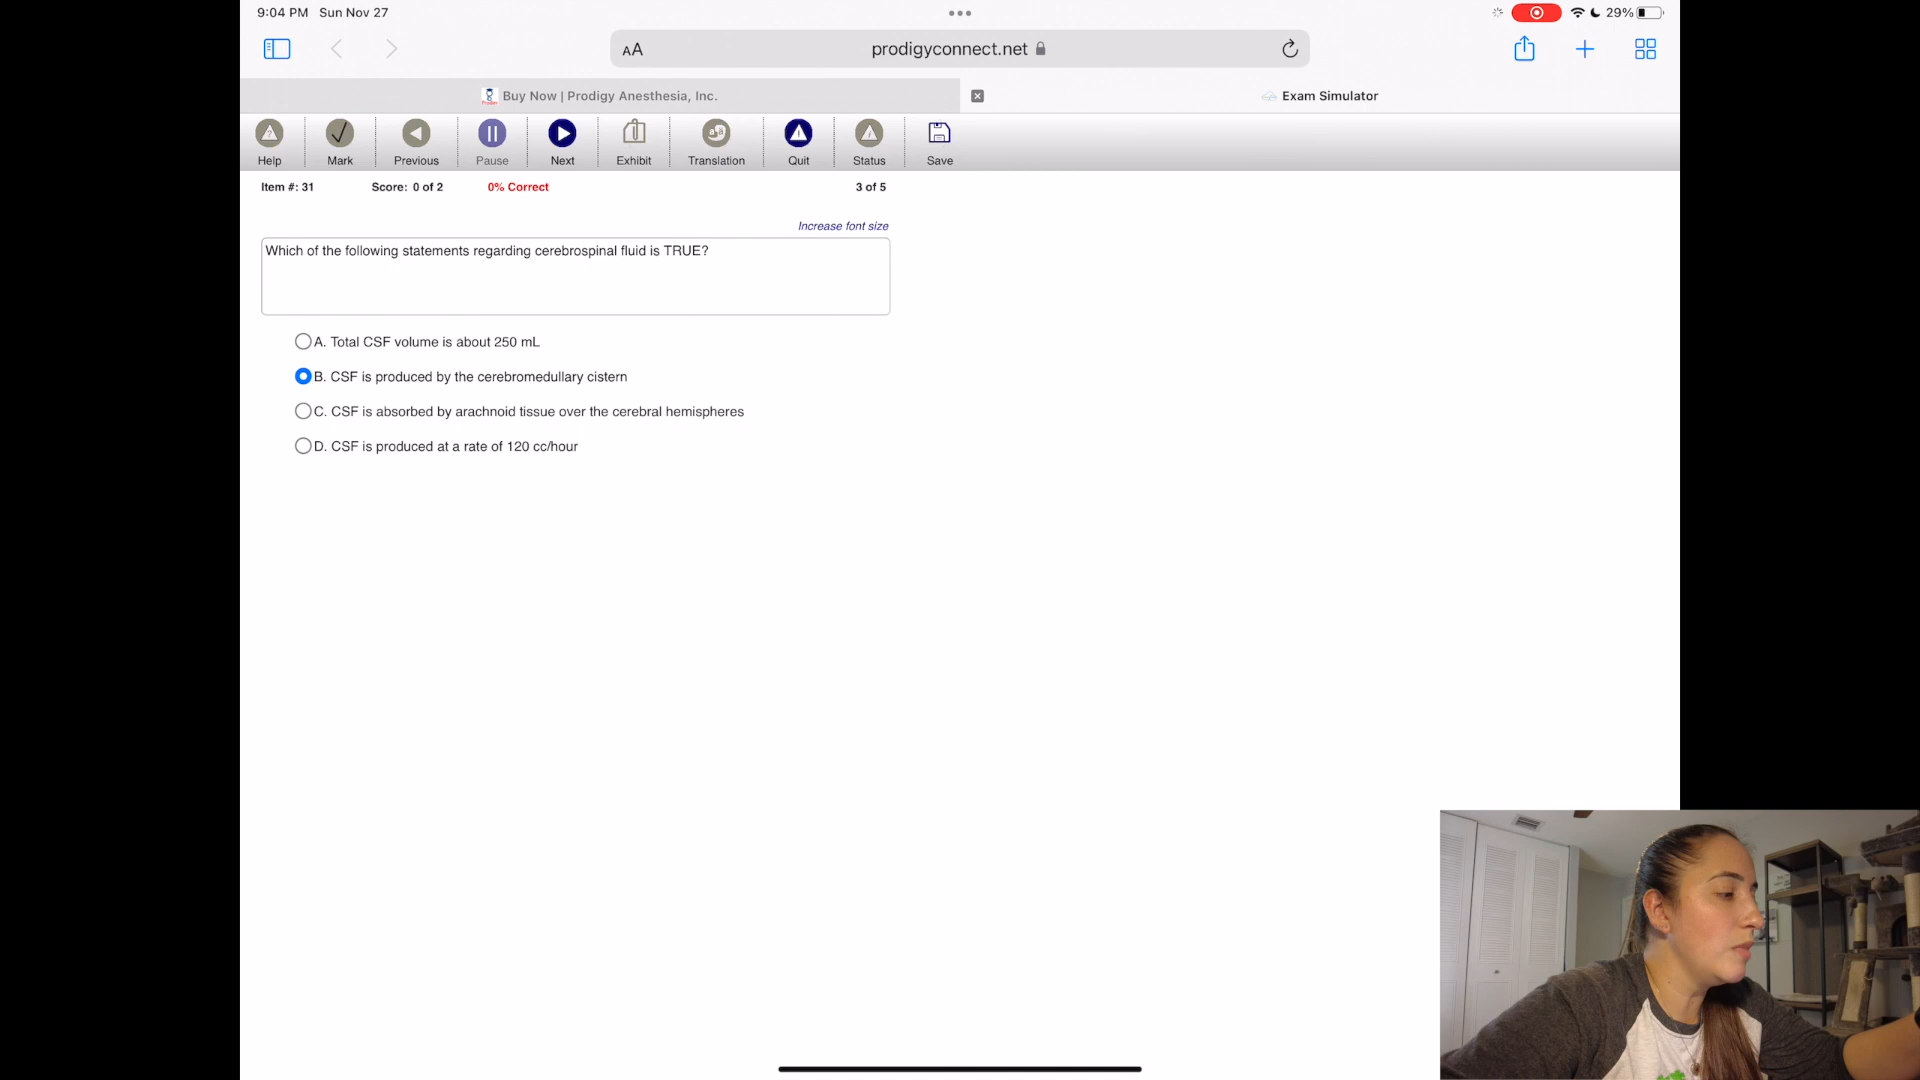 9:04 PM Sun Nov 27
29%
AA
prodigyconnect.net
Buy Now | Prodigy Anesthesia, Inc.
Exam Simulator
Help
Mark
Previous
Pause
Next
Exhibit
Translation
Quit
Status
Save
Item #: 31
Score: 0 of 2
0% Correct
3 of 5
Increase font size
Which of the following statements regarding cerebrospinal fluid is TRUE?
A. Total CSF volume is about 250 mL
B. CSF is produced by the cerebromedullary cistern
C. CSF is absorbed by arachnoid tissue over the cerebral hemispheres
D. CSF is produced at a rate of 120 cc/hour